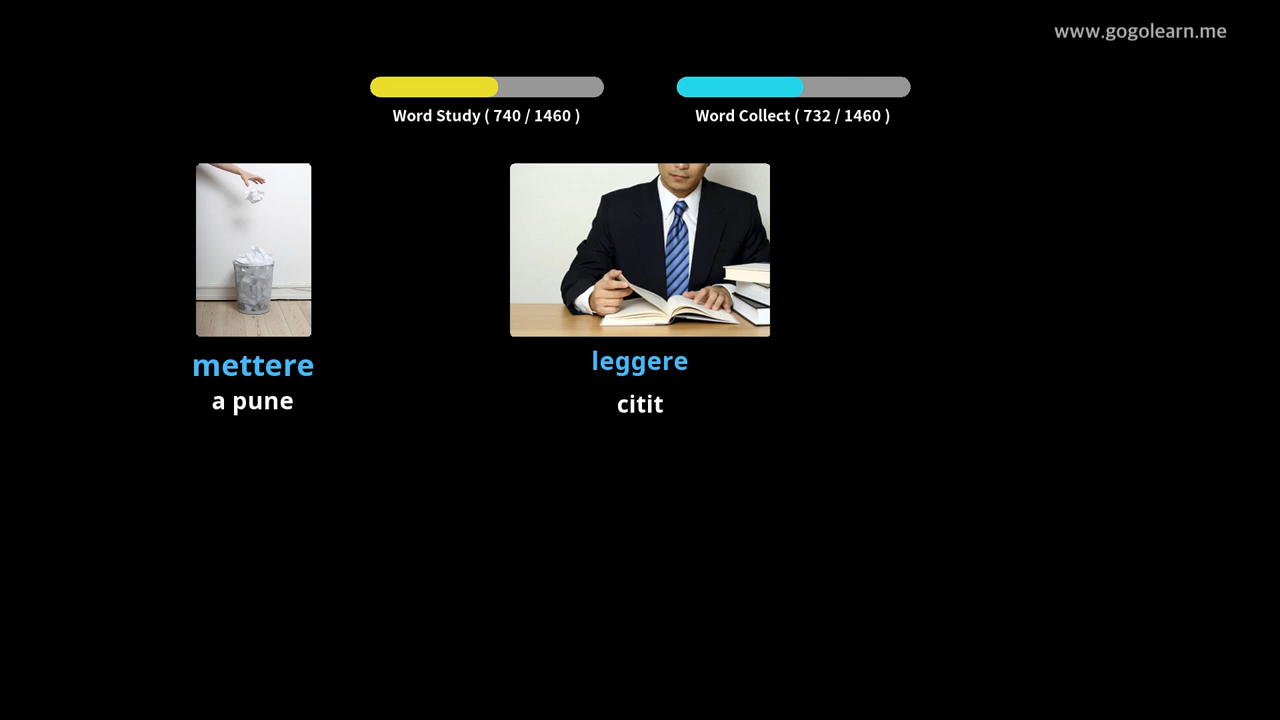 www.gogolearn.me
Word Study ( 740 / 1460 )
Word Collect ( 732 / 1460 )
mettere
a pune
leggere
citit